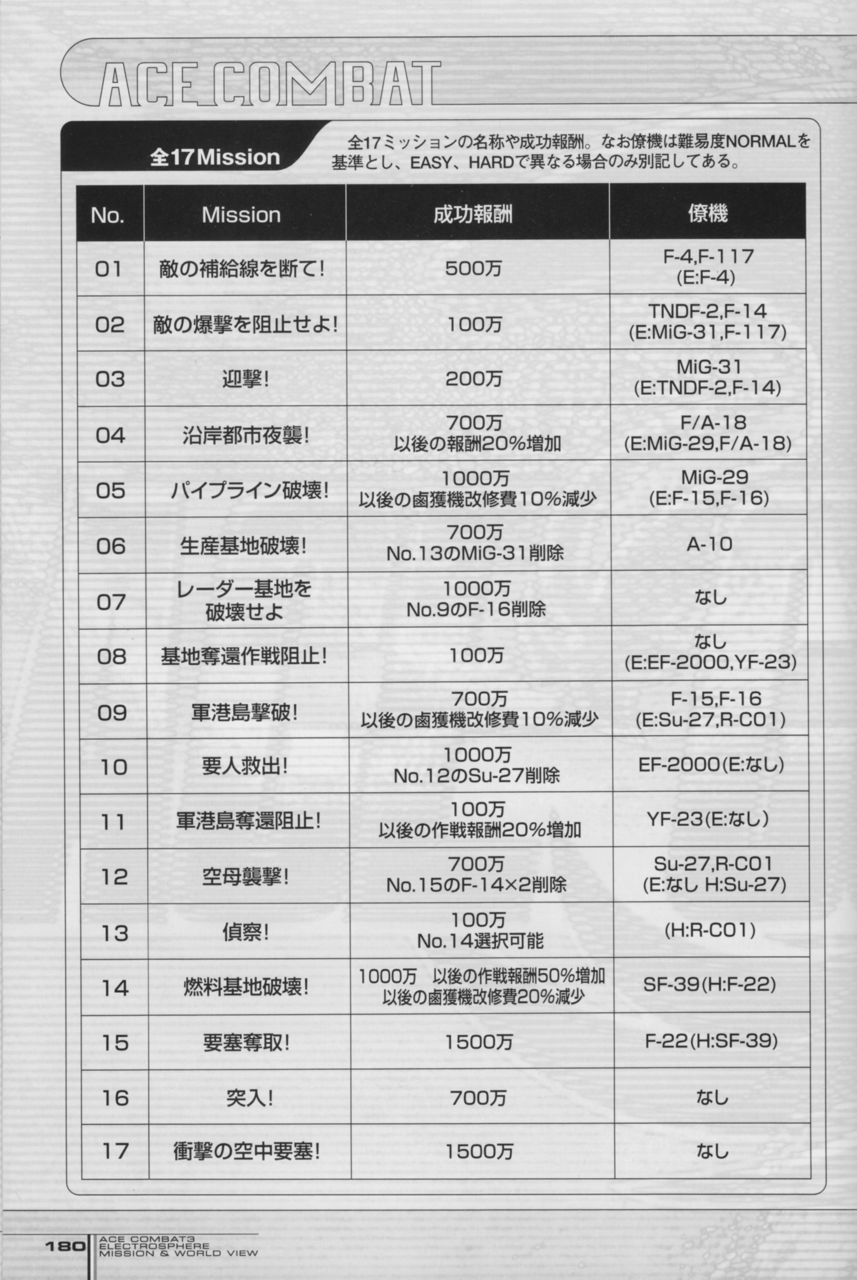 ACE COMBAT
全17Mission
全17ミッションの名称や成功報酬。なお僚機は難易度NORMALを
基準とし、EASY、HARDで異なる場合のみ別記してある。
No. Mission 成功報酬 僚機
01 敵の補給線を断て! 500万 F-4,F-117
(E:F-4)
02 敵の爆撃を阻止せよ! 100万 TNDF-2,F-14
(E:MiG-31,F-117)
03 迎撃! 200万 MiG-31
(E:TNDF-2,F-14)
04 沿岸都市夜襲! 700万
以後の報酬20%増加 F/A-18
(E:MiG-29,F/A-18)
05 パイプライン破壊! 1000万
以後の鹵獲機改修費10%減少 MiG-29
(E:F-15,F-16)
06 生産基地破壊! 700万
No.13のMiG-31削除 A-10
07 レーダー基地を
破壊せよ 1000万
No.9のF-16削除 なし
08 基地奪還作戦阻止! 100万 なし
(E:EF-2000,YF-23)
09 軍港島撃破! 700万
以後の鹵獲機改修費10%減少 F-15,F-16
(E:Su-27,R-C01)
10 要人救出! 1000万
No.12のSu-27削除 EF-2000(E:なし)
11 軍港島奪還阻止! 100万
以後の作戦報酬20%増加 YF-23(E:なし)
12 空母襲撃! 700万
No.15のF-14×2削除 Su-27,R-C01
(E:なし H:Su-27)
13 偵察! 100万
No.14選択可能 (H:R-C01)
14 燃料基地破壊! 1000万 以後の作戦報酬50%増加
以後の鹵獲機改修費20%減少 SF-39(H:F-22)
15 要塞奪取! 1500万 F-22(H:SF-39)
16 突入! 700万 なし
17 衝撃の空中要塞! 1500万 なし
180
ACE COMBAT3
ELECTROSPHERE
MISSION & WORLD VIEW